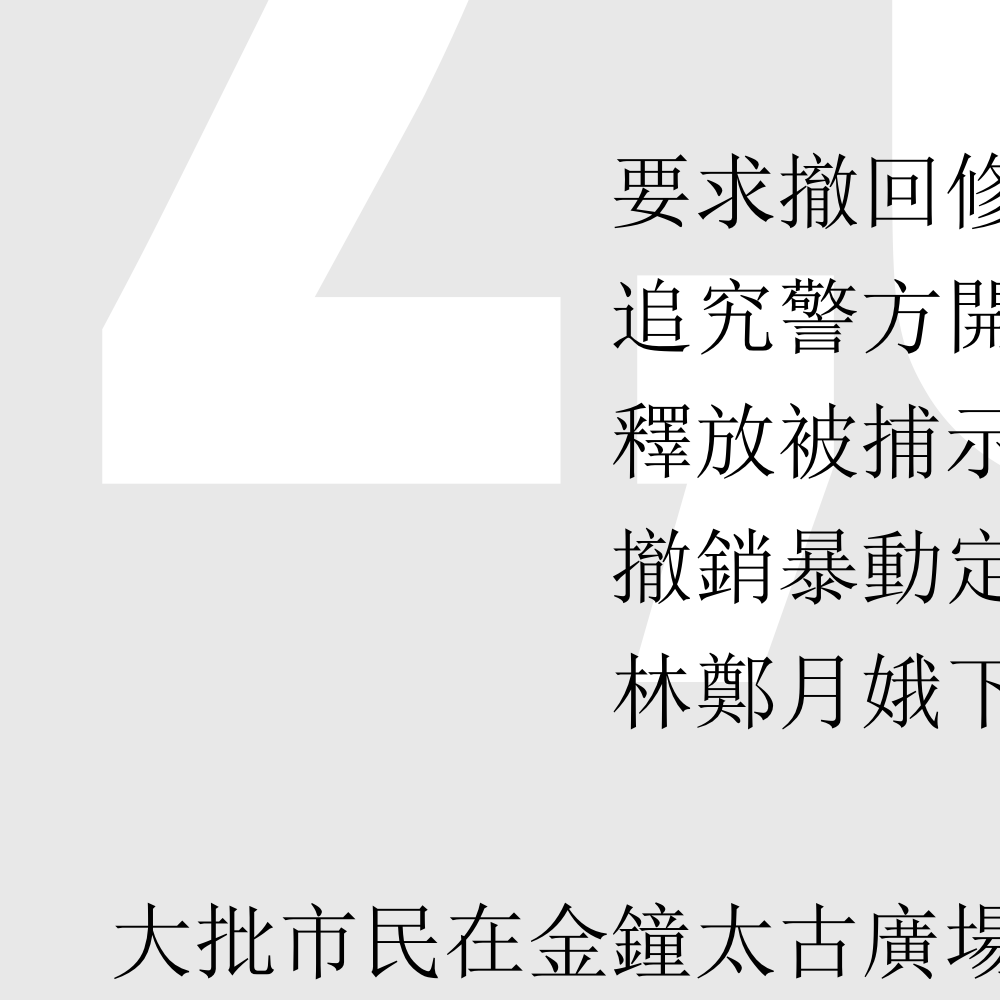 要求撤回修
追究警方開
釋放被捕示
撤銷暴動定
林鄭月娥下
大批市民在金鐘太古廣場